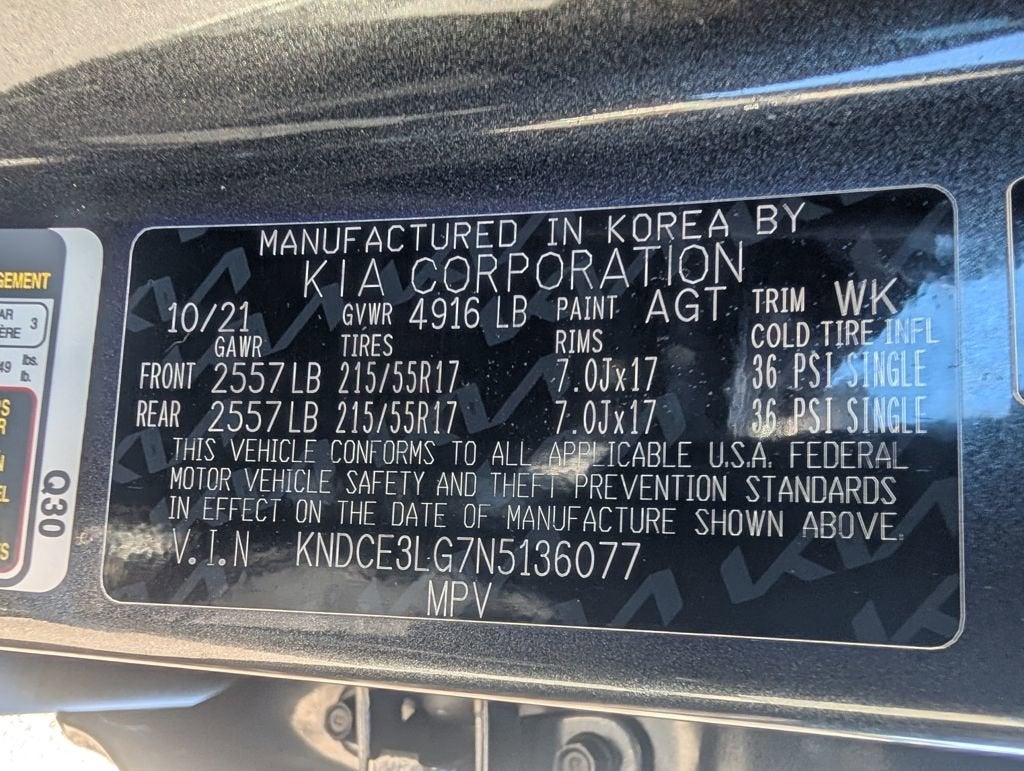 MANUFACTURED IN KOREA BY
KIA CORPORATION
10/21 GVWR 4916 LB PAINT AGT TRIM WK
GAWR TIRES RIMS COLD TIRE INFL
FRONT 2557 LB 215/55R17 7.0Jx17 36 PSI SINGLE
REAR 2557 LB 215/55R17 7.0Jx17 36 PSI SINGLE
THIS VEHICLE CONFORMS TO ALL APPLICABLE U.S.A. FEDERAL
MOTOR VEHICLE SAFETY AND THEFT PREVENTION STANDARDS
IN EFFECT ON THE DATE OF MANUFACTURE SHOWN ABOVE.
V.I.N KNDCE3LG7N5136077
MPV
3
lbs.
lb.
Q30